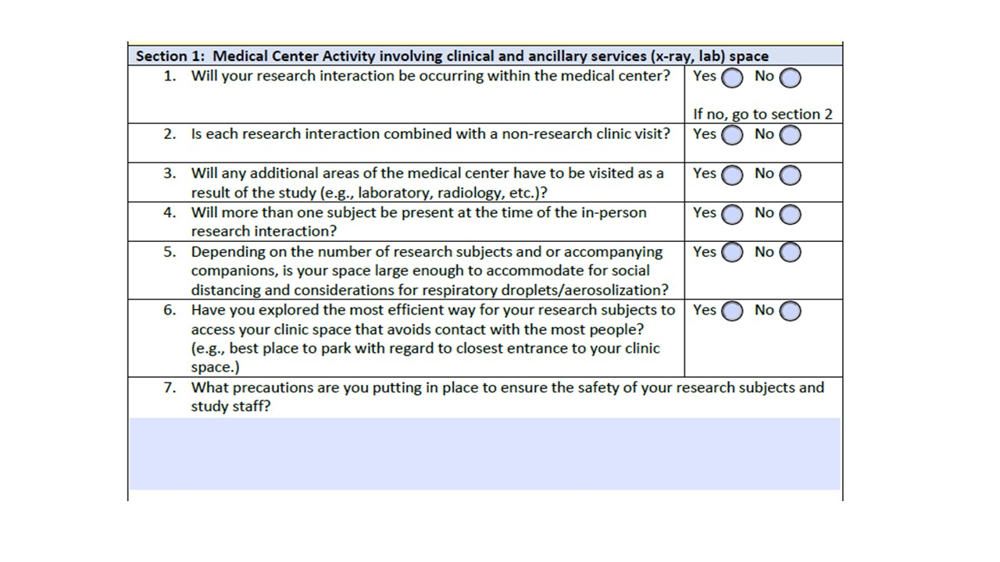 Section 1:  Medical Center Activity involving clinical and ancillary services (x-ray, lab) space
1. Will your research interaction be occurring within the medical center?
Yes No
If no, go to section 2
2. Is each research interaction combined with a non-research clinic visit?
Yes No
3. Will any additional areas of the medical center have to be visited as a
result of the study (e.g., laboratory, radiology, etc.)?
Yes No
4. Will more than one subject be present at the time of the in-person
research interaction?
Yes No
5. Depending on the number of research subjects and or accompanying
companions, is your space large enough to accommodate for social
distancing and considerations for respiratory droplets/aerosolization?
Yes No
6. Have you explored the most efficient way for your research subjects to
access your clinic space that avoids contact with the most people?
(e.g., best place to park with regard to closest entrance to your clinic
space.)
Yes No
7. What precautions are you putting in place to ensure the safety of your research subjects and
study staff?